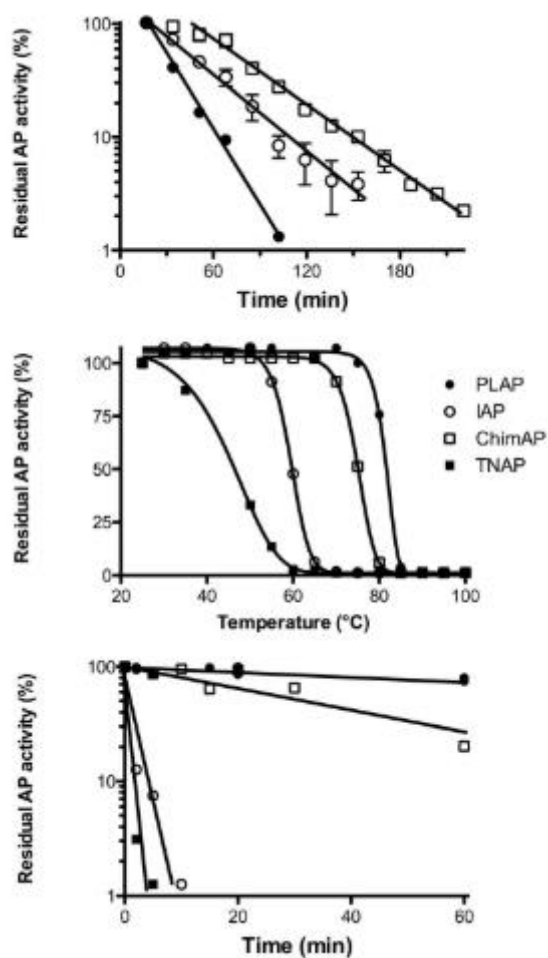 Residual AP activity (%)
100
10
1
0 60 120 180
Time (min)
Residual AP activity (%)
100
75
50
25
0
20 40 60 80 100
Temperature (°C)
PLAP
IAP
ChimAP
TNAP
Residual AP activity (%)
100
10
1
0 20 40 60
Time (min)